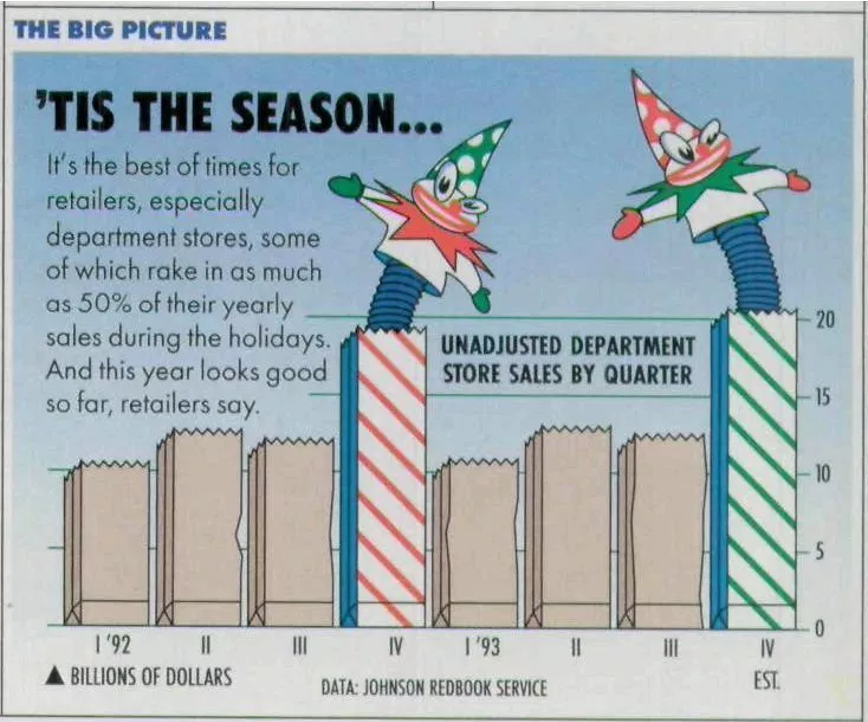 THE BIG PICTURE
'TIS THE SEASON...
It's the best of times for
retailers, especially
department stores, some
of which rake in as much
as 50% of their yearly
sales during the holidays.
And this year looks good
so far, retailers say.
UNADJUSTED DEPARTMENT
STORE SALES BY QUARTER
20
15
10
5
0
I '92 II III IV I '93 II III IV
EST.
▲ BILLIONS OF DOLLARS
DATA: JOHNSON REDBOOK SERVICE